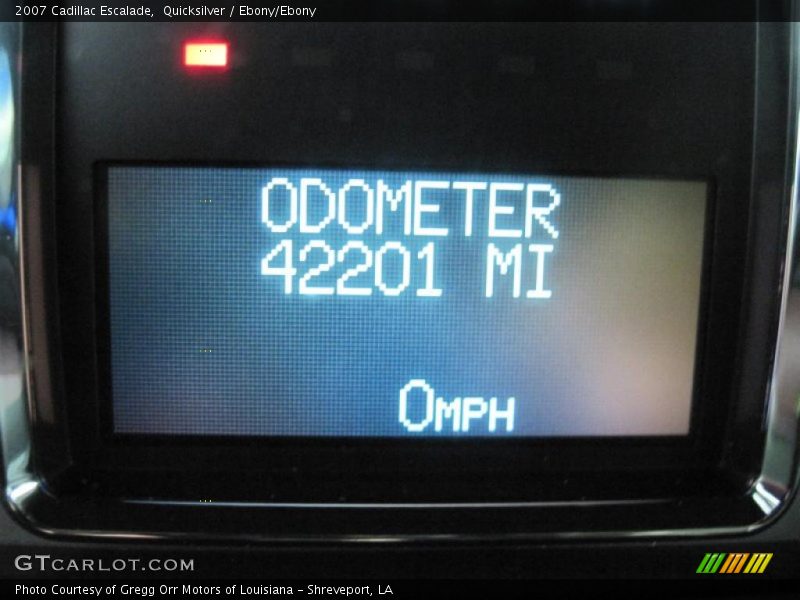 2007 Cadillac Escalade,  Quicksilver / Ebony/Ebony
ODOMETER
42201 MI
0MPH
GTCARLOT.COM
Photo Courtesy of Gregg Orr Motors of Louisiana - Shreveport, LA